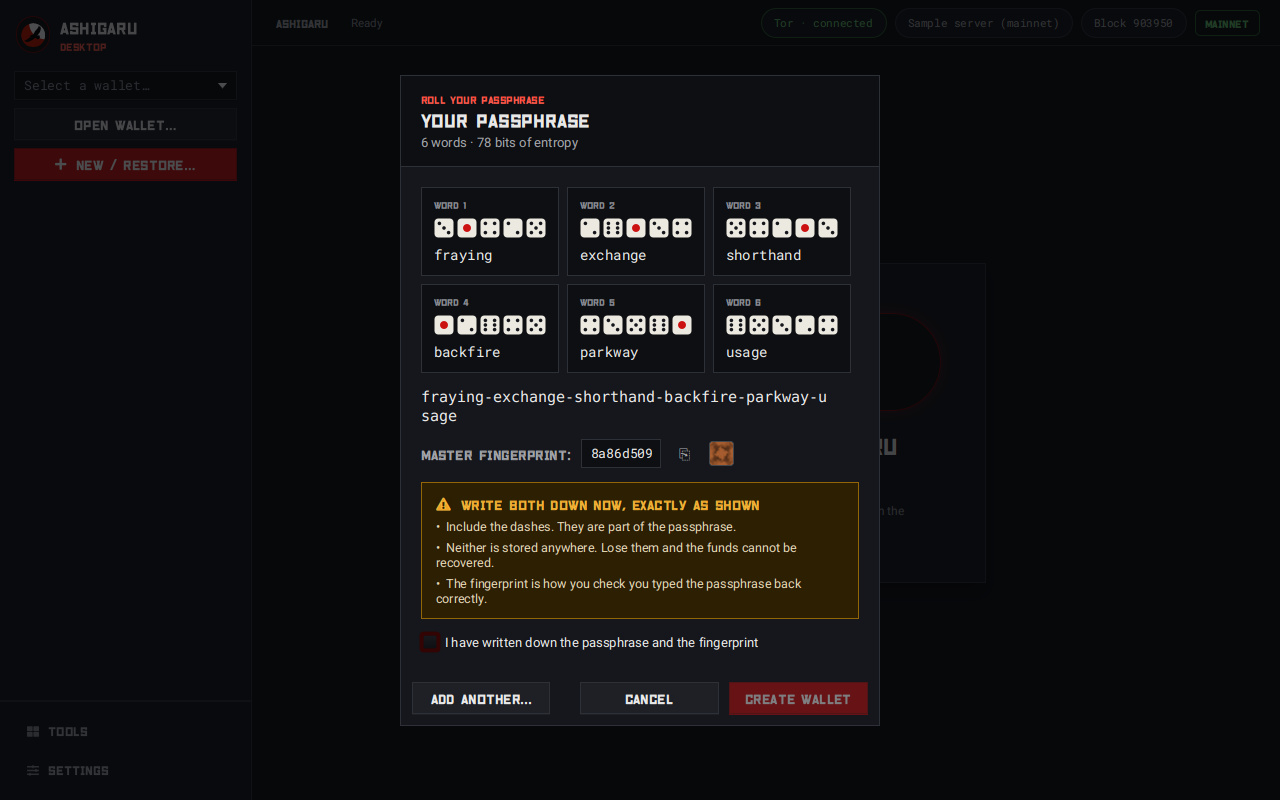 ASHIGARU
DESKTOP
Select a wallet…
OPEN WALLET...
NEW / RESTORE...
TOOLS
SETTINGS
ASHIGARU Ready
Tor · connected
Sample server (mainnet)
Block 903950
MAINNET
ROLL YOUR PASSPHRASE
YOUR PASSPHRASE
6 words · 78 bits of entropy
WORD 1
fraying
WORD 2
exchange
WORD 3
shorthand
WORD 4
backfire
WORD 5
parkway
WORD 6
usage
fraying-exchange-shorthand-backfire-parkway-u
sage
MASTER FINGERPRINT: 8a86d509
WRITE BOTH DOWN NOW, EXACTLY AS SHOWN
• Include the dashes. They are part of the passphrase.
• Neither is stored anywhere. Lose them and the funds cannot be
recovered.
• The fingerprint is how you check you typed the passphrase back
correctly.
I have written down the passphrase and the fingerprint
ADD ANOTHER...
CANCEL
CREATE WALLET
the